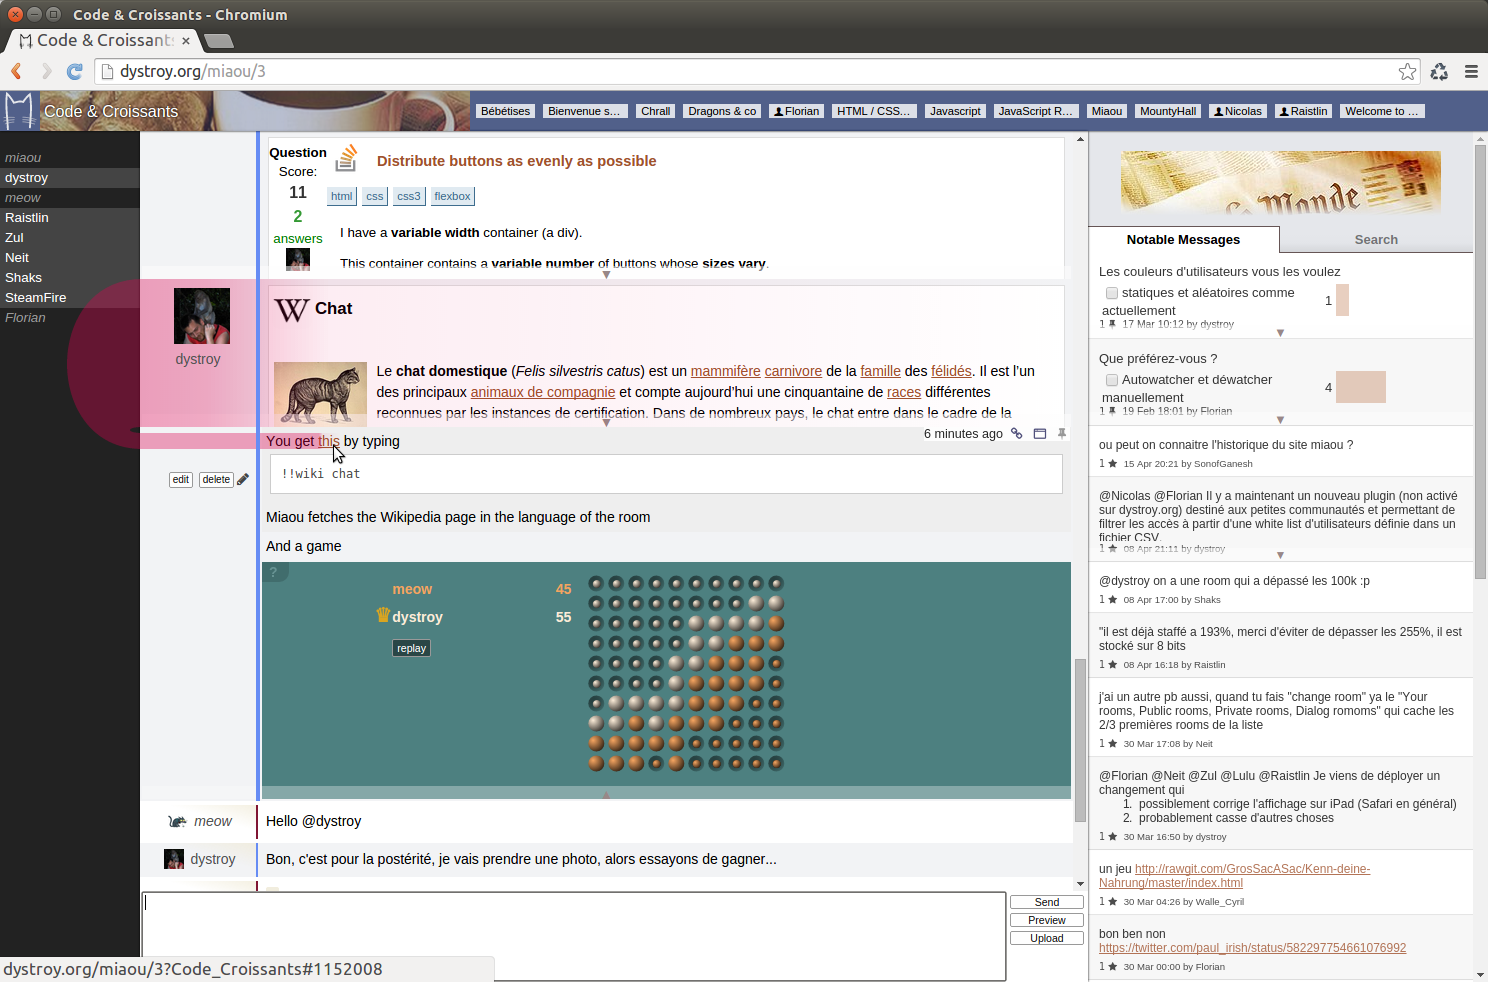 Code & Croissants - Chromium
Code & Croissants
dystroy.org/miaou/3
Code & Croissants
Bébétises
Bienvenue s...
Chrall
Dragons & co
Florian
HTML / CSS...
Javascript
JavaScript R...
Miaou
MountyHall
Nicolas
Raistlin
Welcome to ...
miaou
dystroy
meow
Raistlin
Zul
Neit
Shaks
SteamFire
Florian
Question
Score:
11
2
answers
Distribute buttons as evenly as possible
html css css3 flexbox
I have a variable width container (a div).
This container contains a variable number of buttons whose sizes vary.
dystroy
W Chat
Le chat domestique (Felis silvestris catus) est un mammifère carnivore de la famille des félidés. Il est l'un
des principaux animaux de compagnie et compte aujourd'hui une cinquantaine de races différentes
reconnues par les instances de certification. Dans de nombreux pays, le chat entre dans le cadre de la
You get this by typing
6 minutes ago
edit delete
!!wiki chat
Miaou fetches the Wikipedia page in the language of the room
And a game
?
meow 45
dystroy 55
replay
meow
Hello @dystroy
dystroy
Bon, c'est pour la postérité, je vais prendre une photo, alors essayons de gagner...
Send
Preview
Upload
dystroy.org/miaou/3?Code_Croissants#1152008
Le Monde
Notable Messages
Search
Les couleurs d'utilisateurs vous les voulez
statiques et aléatoires comme
actuellement
1
1 17 Mar 10:12 by dystroy
Que préférez-vous ?
Autowatcher et déwatcher
manuellement
4
1 19 Feb 18:01 by Florian
ou peut on connaitre l'historique du site miaou ?
1 15 Apr 20:21 by SonofGanesh
@Nicolas @Florian Il y a maintenant un nouveau plugin (non activé
sur dystroy.org) destiné aux petites communautés et permettant de
filtrer les accès à partir d'une white list d'utilisateurs définie dans un
fichier CSV.
1 08 Apr 21:11 by dystroy
@dystroy on a une room qui a dépassé les 100k :p
1 08 Apr 17:00 by Shaks
"il est déjà staffé a 193%, merci d'éviter de dépasser les 255%, il est
stocké sur 8 bits
1 08 Apr 16:18 by Raistlin
j'ai un autre pb aussi, quand tu fais "change room" ya le "Your
rooms, Public rooms, Private rooms, Dialog romoms" qui cache les
2/3 premières rooms de la liste
1 30 Mar 17:08 by Neit
@Florian @Neit @Zul @Lulu @Raistlin Je viens de déployer un
changement qui
1. possiblement corrige l'affichage sur iPad (Safari en général)
2. probablement casse d'autres choses
1 30 Mar 16:50 by dystroy
un jeu http://rawgit.com/GrosSacASac/Kenn-deine-
Nahrung/master/index.html
1 30 Mar 04:26 by Walle_Cyril
bon ben non
https://twitter.com/paul_irish/status/582297754661076992
1 30 Mar 00:00 by Florian